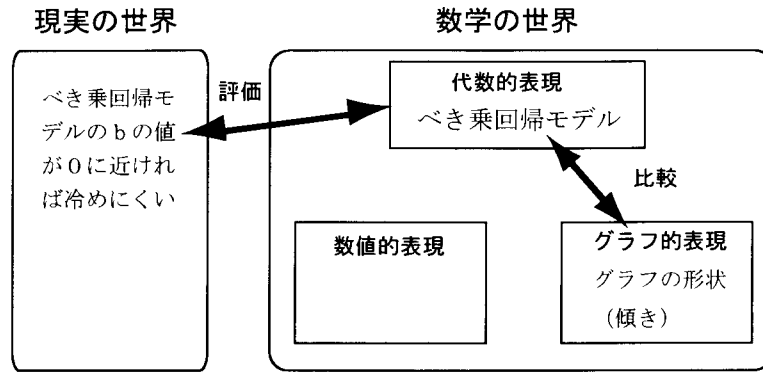 現実の世界
数学の世界
べき乗回帰モ
デルのｂの値
が０に近けれ
ば冷めにくい
評価
代数的表現
べき乗回帰モデル
比較
数値的表現
グラフ的表現
グラフの形状
（傾き）